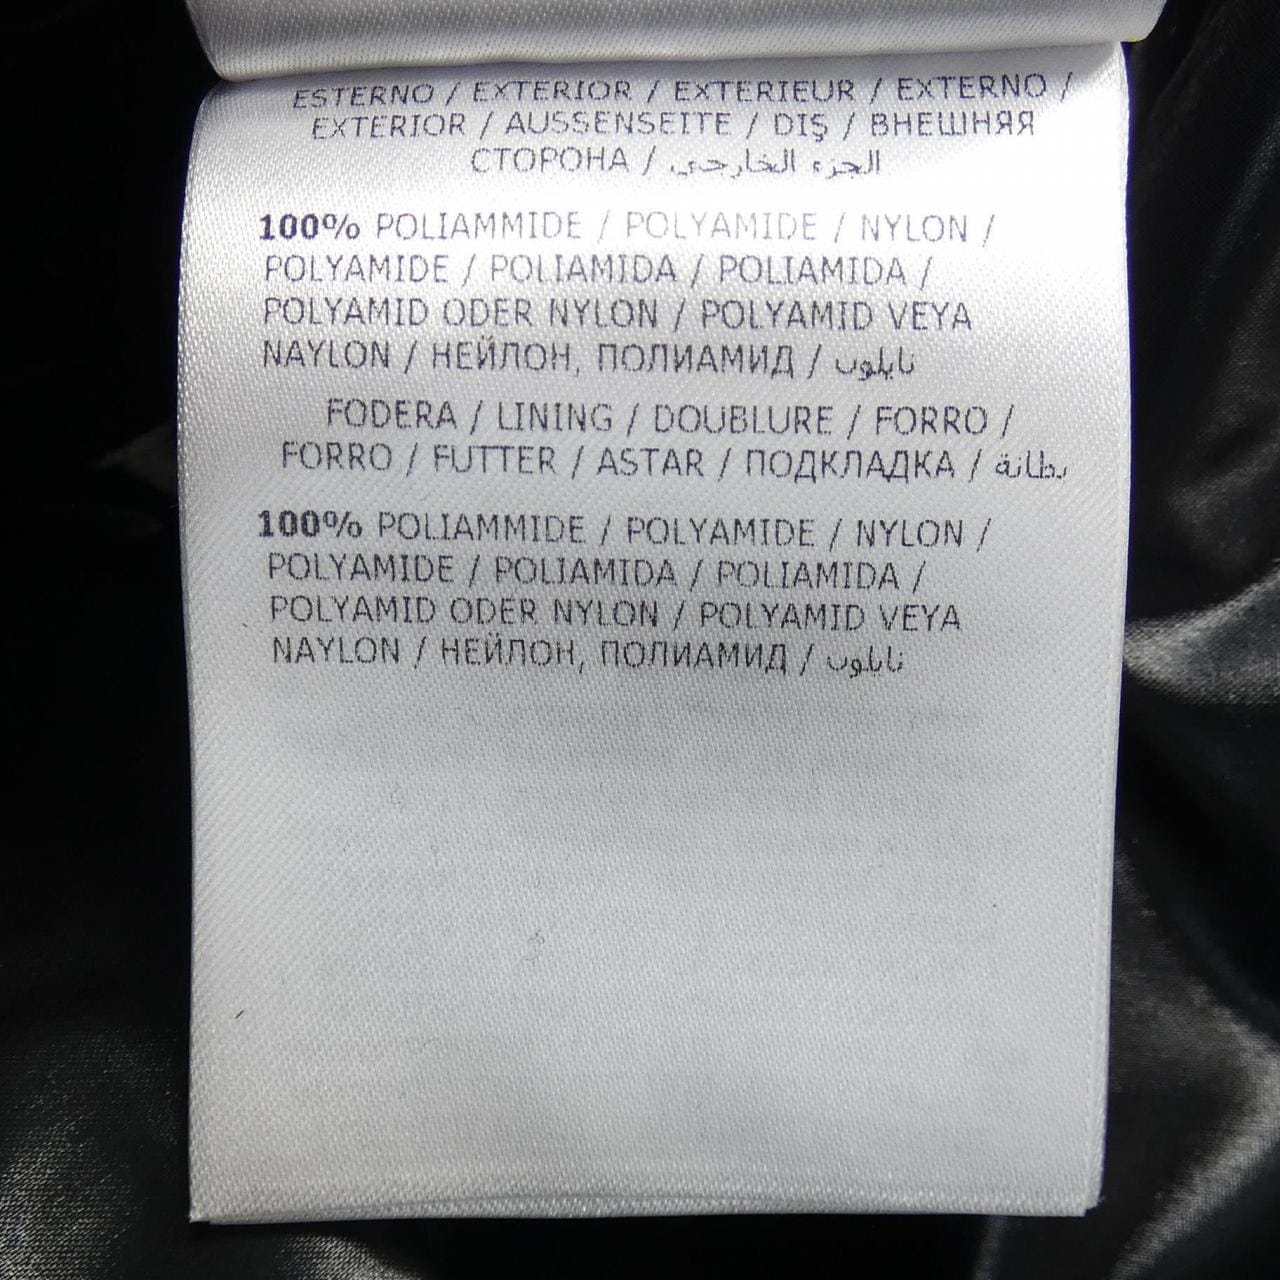 ESTERNO / EXTERIOR / EXTERIEUR / EXTERNO /
EXTERIOR / AUSSENSEITE / DIŞ / ВНЕШНЯЯ
СТОРОНА / الجزء الخارجي
100% POLIAMMIDE / POLYAMIDE / NYLON /
POLYAMIDE / POLIAMIDA / POLIAMIDA /
POLYAMID ODER NYLON / POLYAMID VEYA
NAYLON / НЕЙЛОН, ПОЛИАМИД / نايلون
FODERA / LINING / DOUBLURE / FORRO /
FORRO / FUTTER / ASTAR / ПОДКЛАДКА / بطانة
100% POLIAMMIDE / POLYAMIDE / NYLON /
POLYAMIDE / POLIAMIDA / POLIAMIDA /
POLYAMID ODER NYLON / POLYAMID VEYA
NAYLON / НЕЙЛОН, ПОЛИАМИД / نايلون